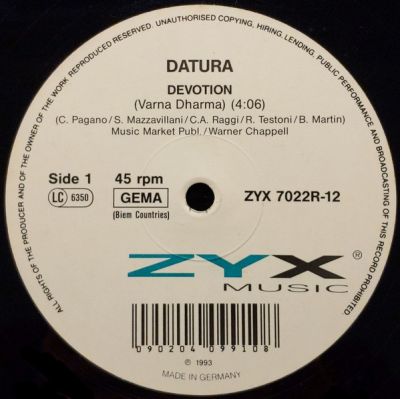 ALL RIGHTS OF THE PRODUCER AND OF THE OWNER OF THE WORK REPRODUCED RESERVED. UNAUTHORISED COPYING, HIRING, LENDING, PUBLIC PERFORMANCE AND BROADCASTING OF THIS RECORD PROHIBITED.
DATURA
DEVOTION
(Varna Dharma) (4:06)
(C. Pagano/S. Mazzavillani/C.A. Raggi/R. Testoni/B. Martin)
Music Market Publ./Warner Chappell
Side 1 45 rpm
LC 6350 GEMA ZYX 7022R-12
(Biem Countries)
ZYX ®
MUSIC
090204 099108
℗ 1993
MADE IN GERMANY